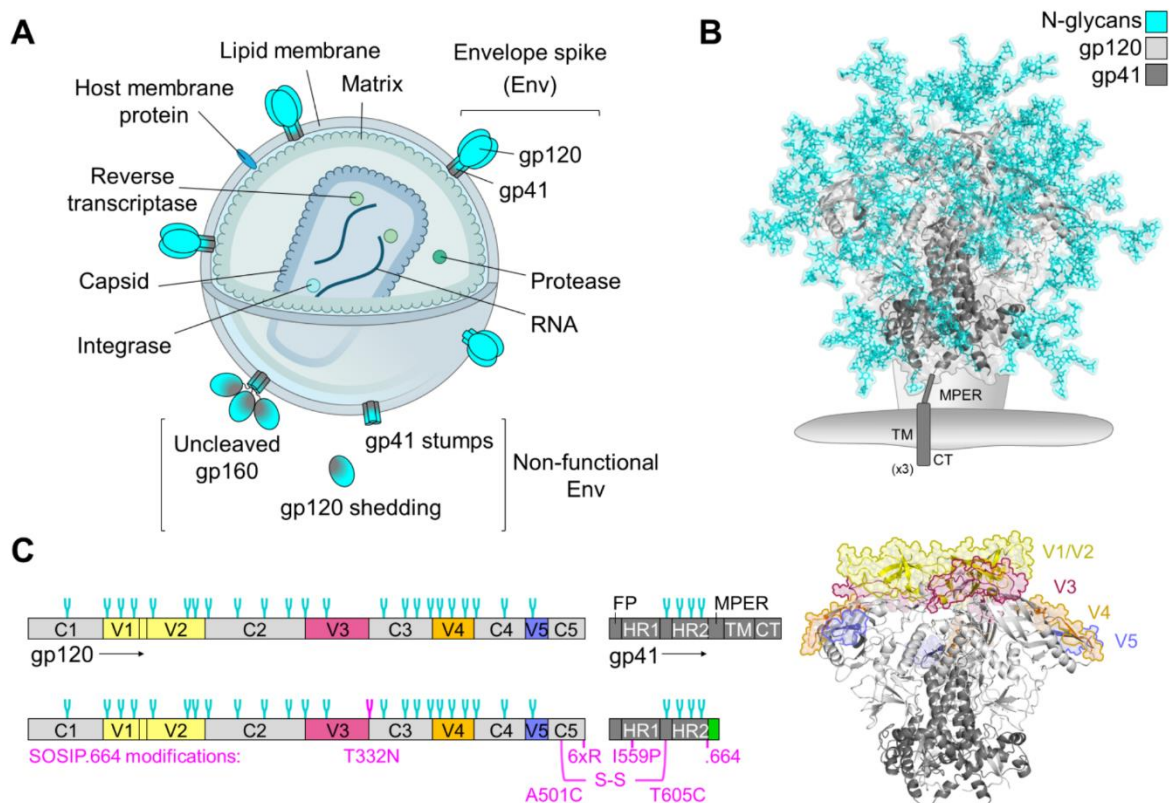 A
Lipid membrane
Envelope spike
(Env)
Matrix
Host membrane
protein
gp120
gp41
Reverse
transcriptase
Capsid
Protease
RNA
Integrase
Uncleaved
gp160
gp41 stumps
gp120 shedding
Non-functional
Env
B
N-glycans
gp120
gp41
MPER
TM
CT
(x3)
C
FP
MPER
C1 V1 V2 C2 V3 C3 V4 C4 V5 C5
HR1 HR2 TM CT
gp120
gp41
C1 V1 V2 C2 V3 C3 V4 C4 V5 C5
HR1 HR2
SOSIP.664 modifications:
T332N
6xR
I559P
.664
S-S
A501C
T605C
V1/V2
V3
V4
V5